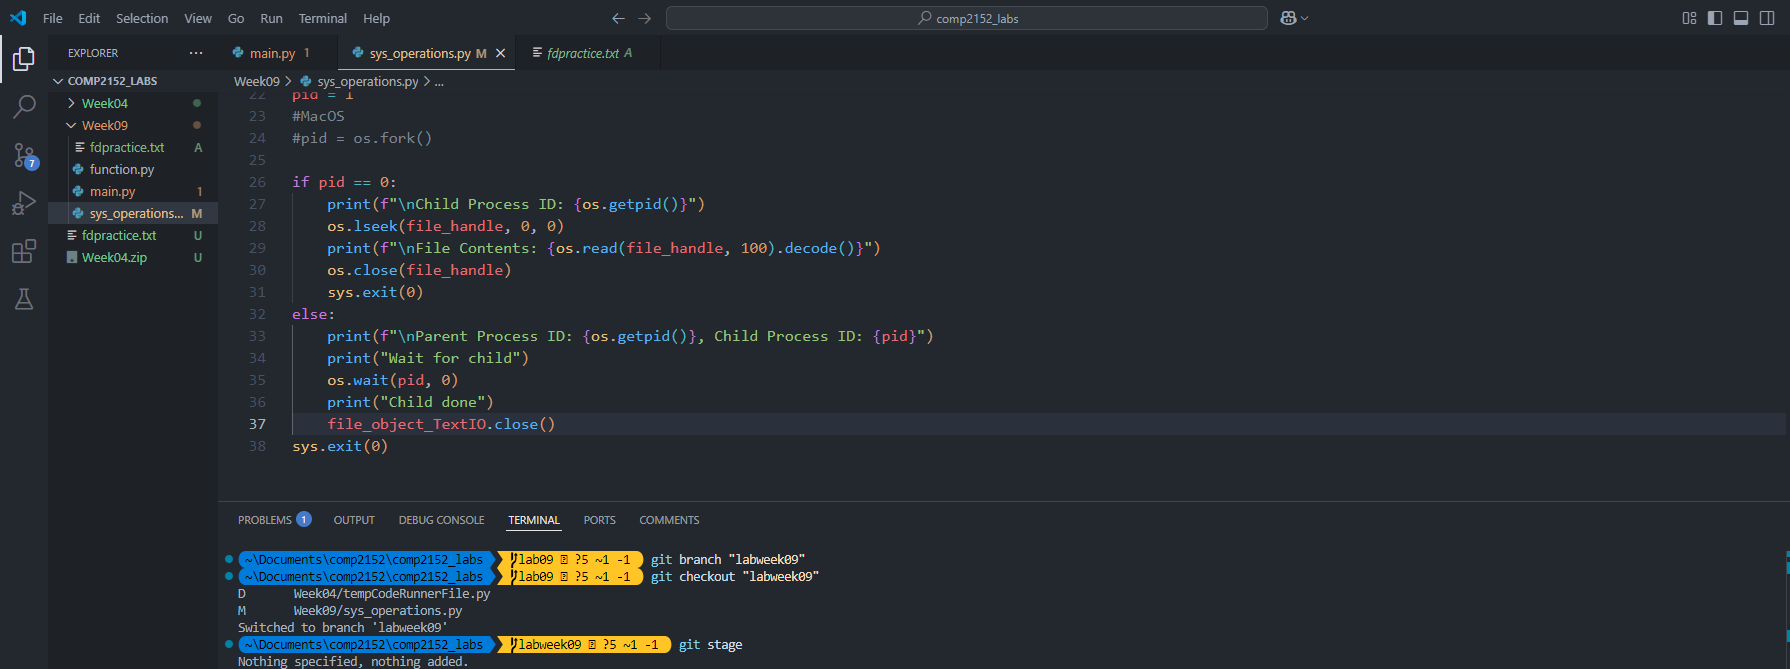 File Edit Selection View Go Run Terminal Help
comp2152_labs
EXPLORER
main.py 1
sys_operations.py M
fdpractice.txt A
COMP2152_LABS
Week09 > sys_operations.py > ...
Week04
Week09
fdpractice.txt A
function.py
main.py 1
sys_operations... M
fdpractice.txt U
Week04.zip U
7
22 pid = 1
23 #MacOS
24 #pid = os.fork()
25
26 if pid == 0:
27 print(f"\nChild Process ID: {os.getpid()}")
28 os.lseek(file_handle, 0, 0)
29 print(f"\nFile Contents: {os.read(file_handle, 100).decode()}")
30 os.close(file_handle)
31 sys.exit(0)
32 else:
33 print(f"\nParent Process ID: {os.getpid()}, Child Process ID: {pid}")
34 print("Wait for child")
35 os.wait(pid, 0)
36 print("Child done")
37 file_object_TextIO.close()
38 sys.exit(0)
PROBLEMS 1 OUTPUT DEBUG CONSOLE TERMINAL PORTS COMMENTS
~\Documents\comp2152\comp2152_labs lab09 ?5 ~1 -1 git branch "labweek09"
~\Documents\comp2152\comp2152_labs lab09 ?5 ~1 -1 git checkout "labweek09"
D Week04/tempCodeRunnerFile.py
M Week09/sys_operations.py
Switched to branch 'labweek09'
~\Documents\comp2152\comp2152_labs labweek09 ?5 ~1 -1 git stage
Nothing specified, nothing added.